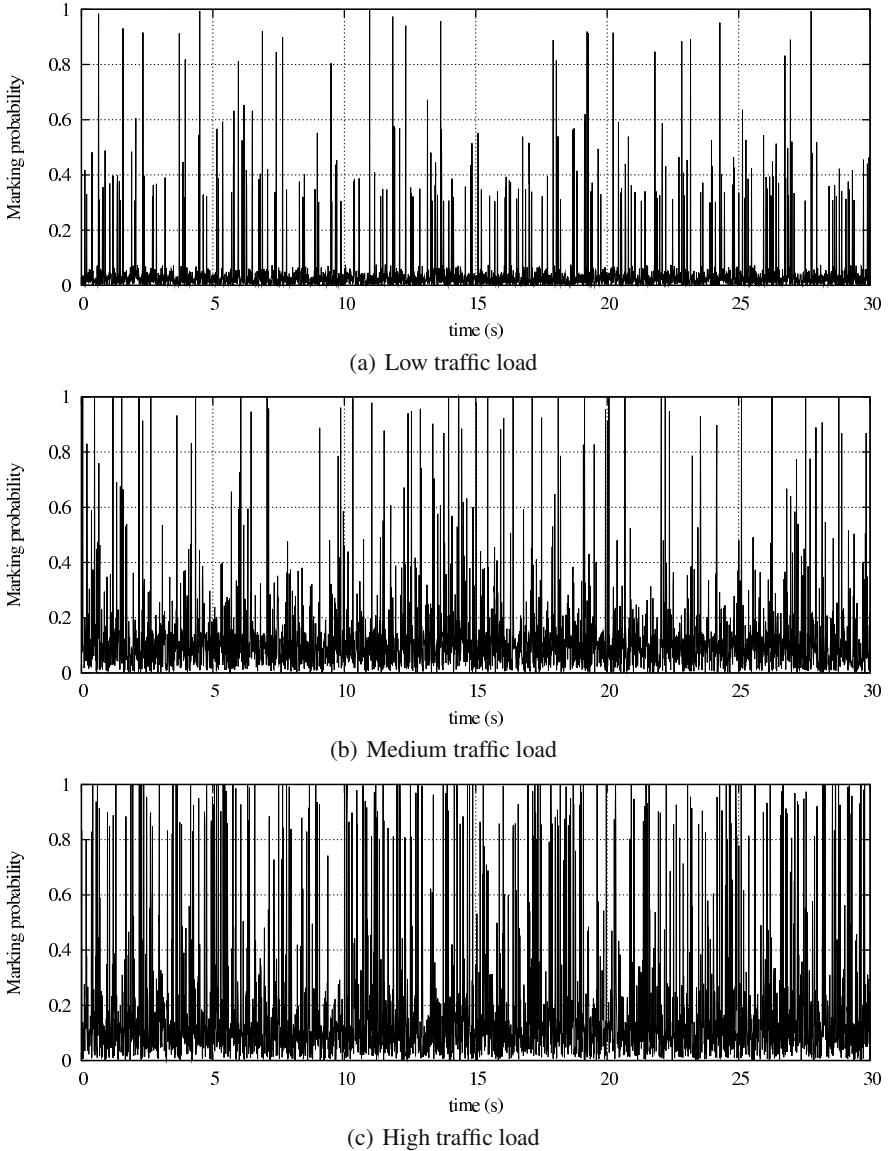 1
0.8
0.6
0.4
0.2
0
Marking probability
0 5 10 15 20 25 30
time (s)
(a) Low traffic load
1
0.8
0.6
0.4
0.2
0
Marking probability
0 5 10 15 20 25 30
time (s)
(b) Medium traffic load
1
0.8
0.6
0.4
0.2
0
Marking probability
0 5 10 15 20 25 30
time (s)
(c) High traffic load